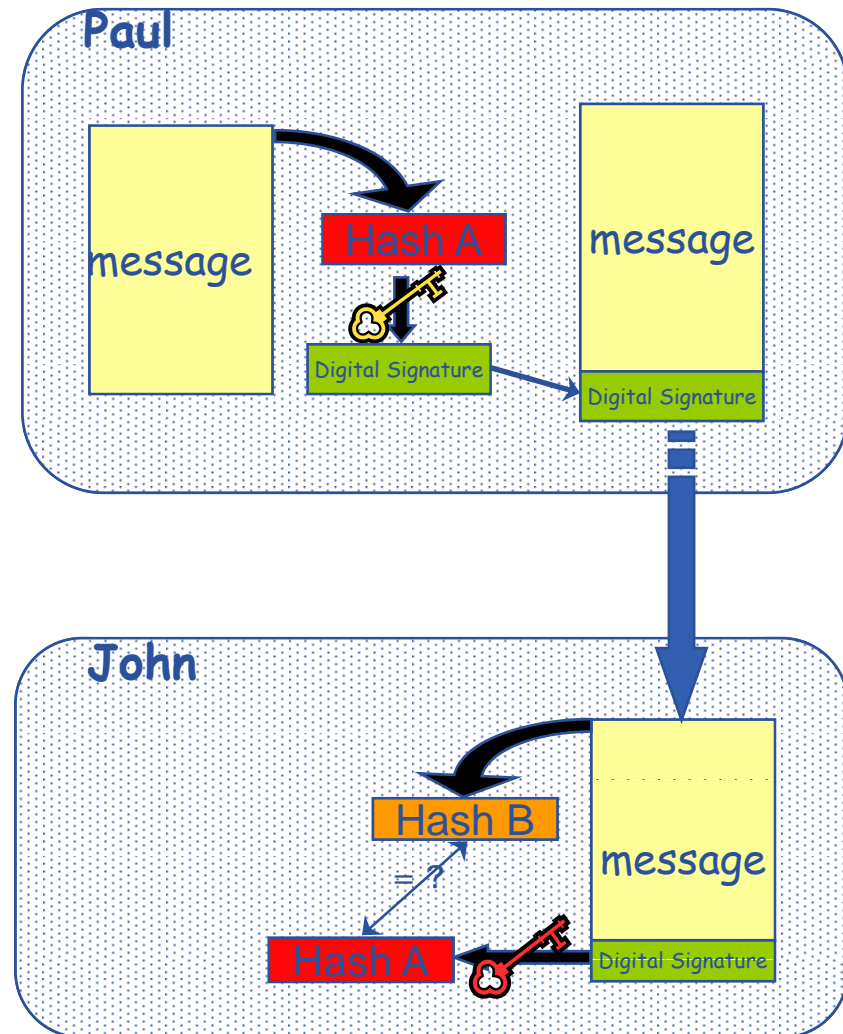 Paul
message
Hash A
message
Digital Signature
Digital Signature
John
Hash B
message
= ?
Hash A
Digital Signature